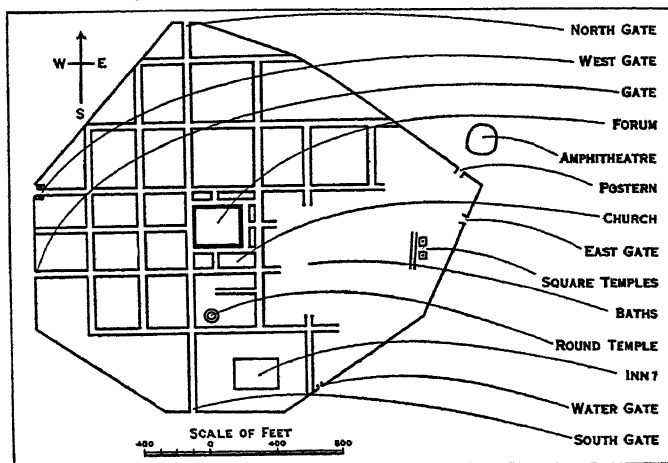 NORTH GATE
WEST GATE
GATE
FORUM
AMPHITHEATRE
POSTERN
CHURCH
EAST GATE
SQUARE TEMPLES
BATHS
ROUND TEMPLE
INN?
WATER GATE
SOUTH GATE
W E
S
SCALE OF FEET
400 0 400 800